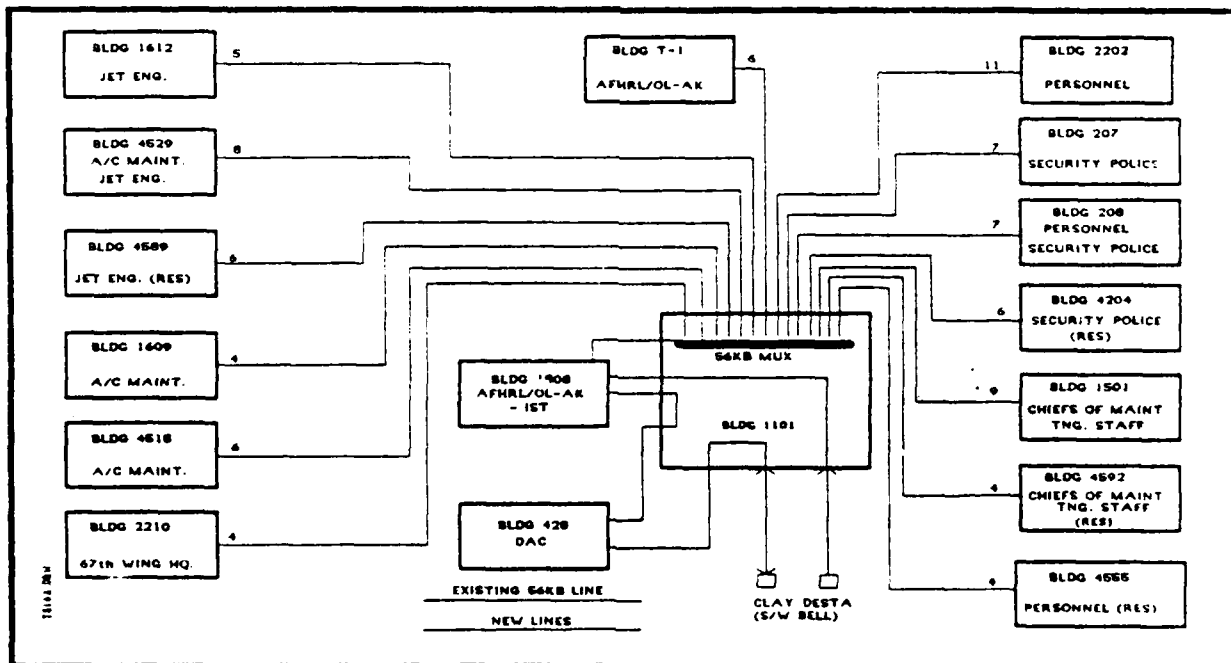 BLDG 1612
JET ENG.
5
BLDG 4529
A/C MAINT.
JET ENG.
8
BLDG 4589
JET ENG. (RES)
6
BLDG 1609
A/C MAINT.
4
BLDG 4518
A/C MAINT.
6
BLDG 2210
67th WING HQ.
4
BLDG T-1
AFHRL/OL-AK
6
56KB MUX
BLDG 1101
BLDG 1908
AFHRL/OL-AK
- IST
BLDG 428
DAC
EXISTING 56KB LINE
NEW LINES
CLAY DESTA
(S/W BELL)
BLDG 2202
PERSONNEL
11
BLDG 207
SECURITY POLICE
7
BLDG 208
PERSONNEL
SECURITY POLICE
7
BLDG 4204
SECURITY POLICE
(RES)
6
BLDG 1501
CHIEFS OF MAINT
TNG. STAFF
BLDG 4592
CHIEFS OF MAINT
TNG. STAFF
(RES)
4
BLDG 4555
PERSONNEL (RES)